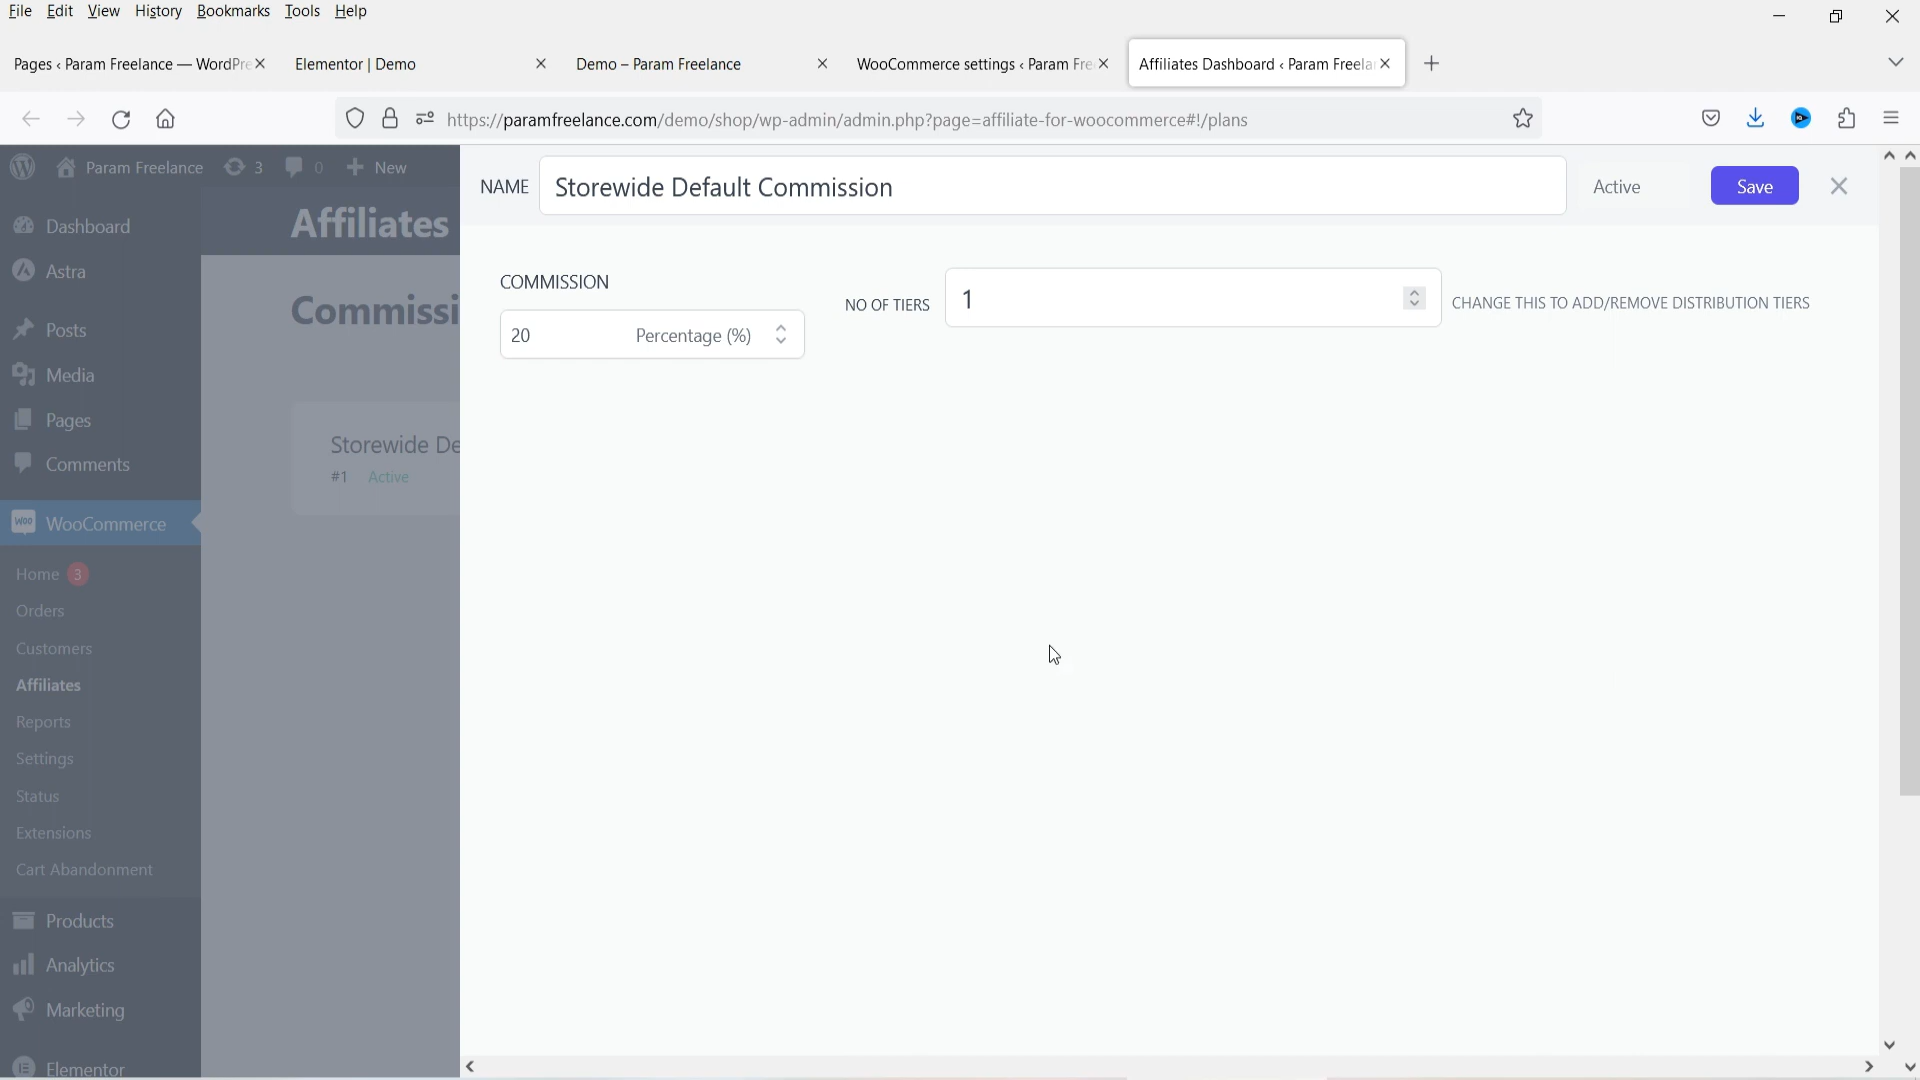 File Edit View History Bookmarks Tools Help
Pages ‹ Param Freelance — WordPre
Elementor | Demo
Demo – Param Freelance
WooCommerce settings ‹ Param Fre
Affiliates Dashboard ‹ Param Freelar
https://paramfreelance.com/demo/shop/wp-admin/admin.php?page=affiliate-for-woocommerce#!/plans
Param Freelance 3 0 New
NAME Storewide Default Commission Active Save
Dashboard
Astra
Posts
Media
Pages
Comments
WooCommerce
Home 3
Orders
Customers
Affiliates
Reports
Settings
Status
Extensions
Cart Abandonment
Products
Analytics
Marketing
Elementor
Affiliates
Commissi
Storewide De
#1 Active
COMMISSION
20 Percentage (%)
NO OF TIERS 1 CHANGE THIS TO ADD/REMOVE DISTRIBUTION TIERS